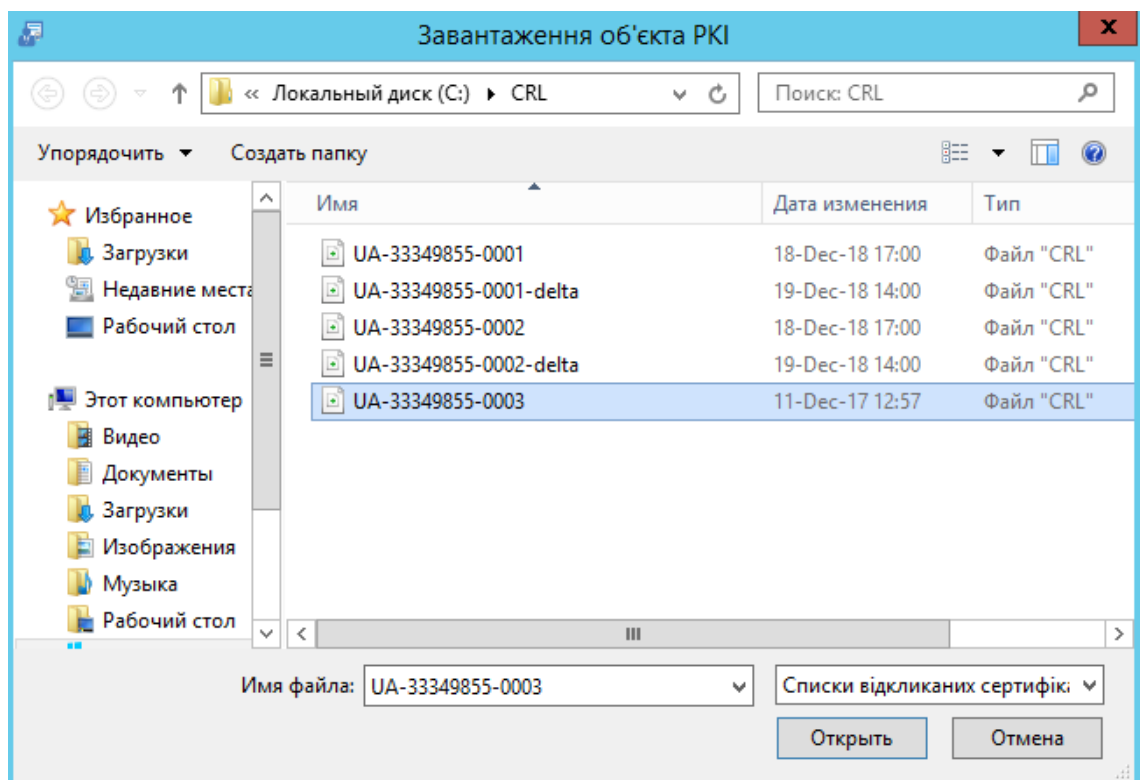 Завантаження об'єкта PKI
x
« Локальный диск (C:) ▸ CRL
Поиск: CRL
Упорядочить ▾ Создать папку
Имя Дата изменения Тип
Избранное
Загрузки
Недавние места
Рабочий стол
Этот компьютер
Видео
Документы
Загрузки
Изображения
Музыка
Рабочий стол
UA-33349855-0001 18-Dec-18 17:00 Файл "CRL"
UA-33349855-0001-delta 19-Dec-18 14:00 Файл "CRL"
UA-33349855-0002 18-Dec-18 17:00 Файл "CRL"
UA-33349855-0002-delta 19-Dec-18 14:00 Файл "CRL"
UA-33349855-0003 11-Dec-17 12:57 Файл "CRL"
Имя файла: UA-33349855-0003 Списки відкликаних сертифіка
Открыть Отмена